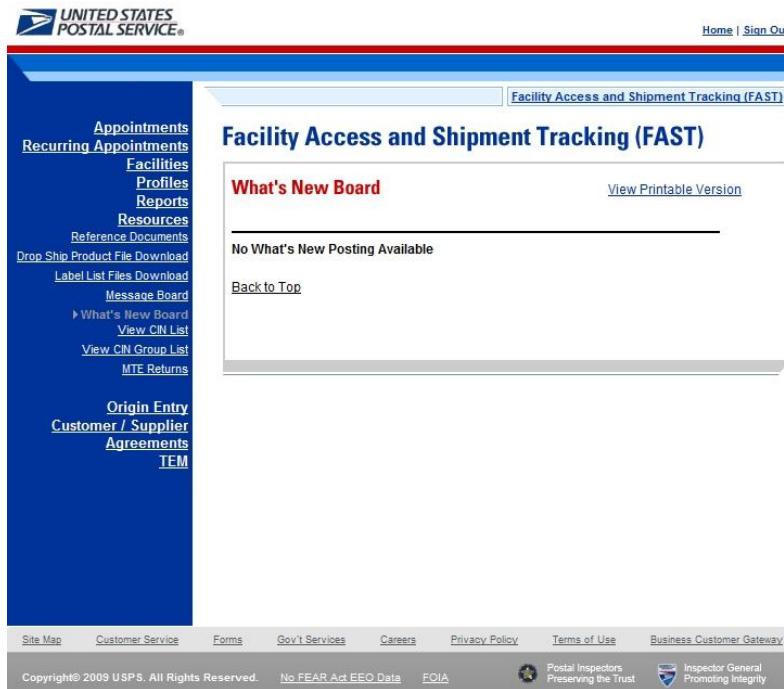 UNITED STATES
POSTAL SERVICE®
Home | Sign Ou
Facility Access and Shipment Tracking (FAST)
Appointments
Recurring Appointments
Facilities
Profiles
Reports
Resources
Reference Documents
Drop Ship Product File Download
Label List Files Download
Message Board
What's New Board
View CIN List
View CIN Group List
MTE Returns
Origin Entry
Customer / Supplier
Agreements
TEM
Facility Access and Shipment Tracking (FAST)
What's New Board
View Printable Version
No What's New Posting Available
Back to Top
Site Map Customer Service Forms Gov't Services Careers Privacy Policy Terms of Use Business Customer Gateway
Copyright© 2009 USPS. All Rights Reserved. No FEAR Act EEO Data FOIA
Postal Inspectors
Preserving the Trust
Inspector General
Promoting Integrity